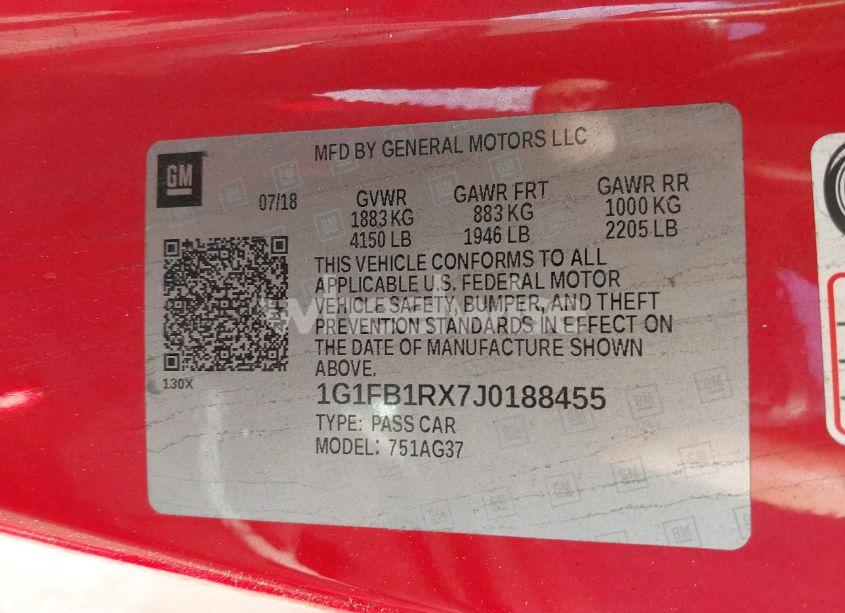 GM
MFD BY GENERAL MOTORS LLC
07/18
GVWR GAWR FRT GAWR RR
1883 KG 883 KG 1000 KG
4150 LB 1946 LB 2205 LB
THIS VEHICLE CONFORMS TO ALL
APPLICABLE U.S. FEDERAL MOTOR
VEHICLE SAFETY, BUMPER, AND THEFT
PREVENTION STANDARDS IN EFFECT ON
THE DATE OF MANUFACTURE SHOWN
ABOVE.
130X
1G1FB1RX7J0188455
TYPE: PASS CAR
MODEL: 751AG37